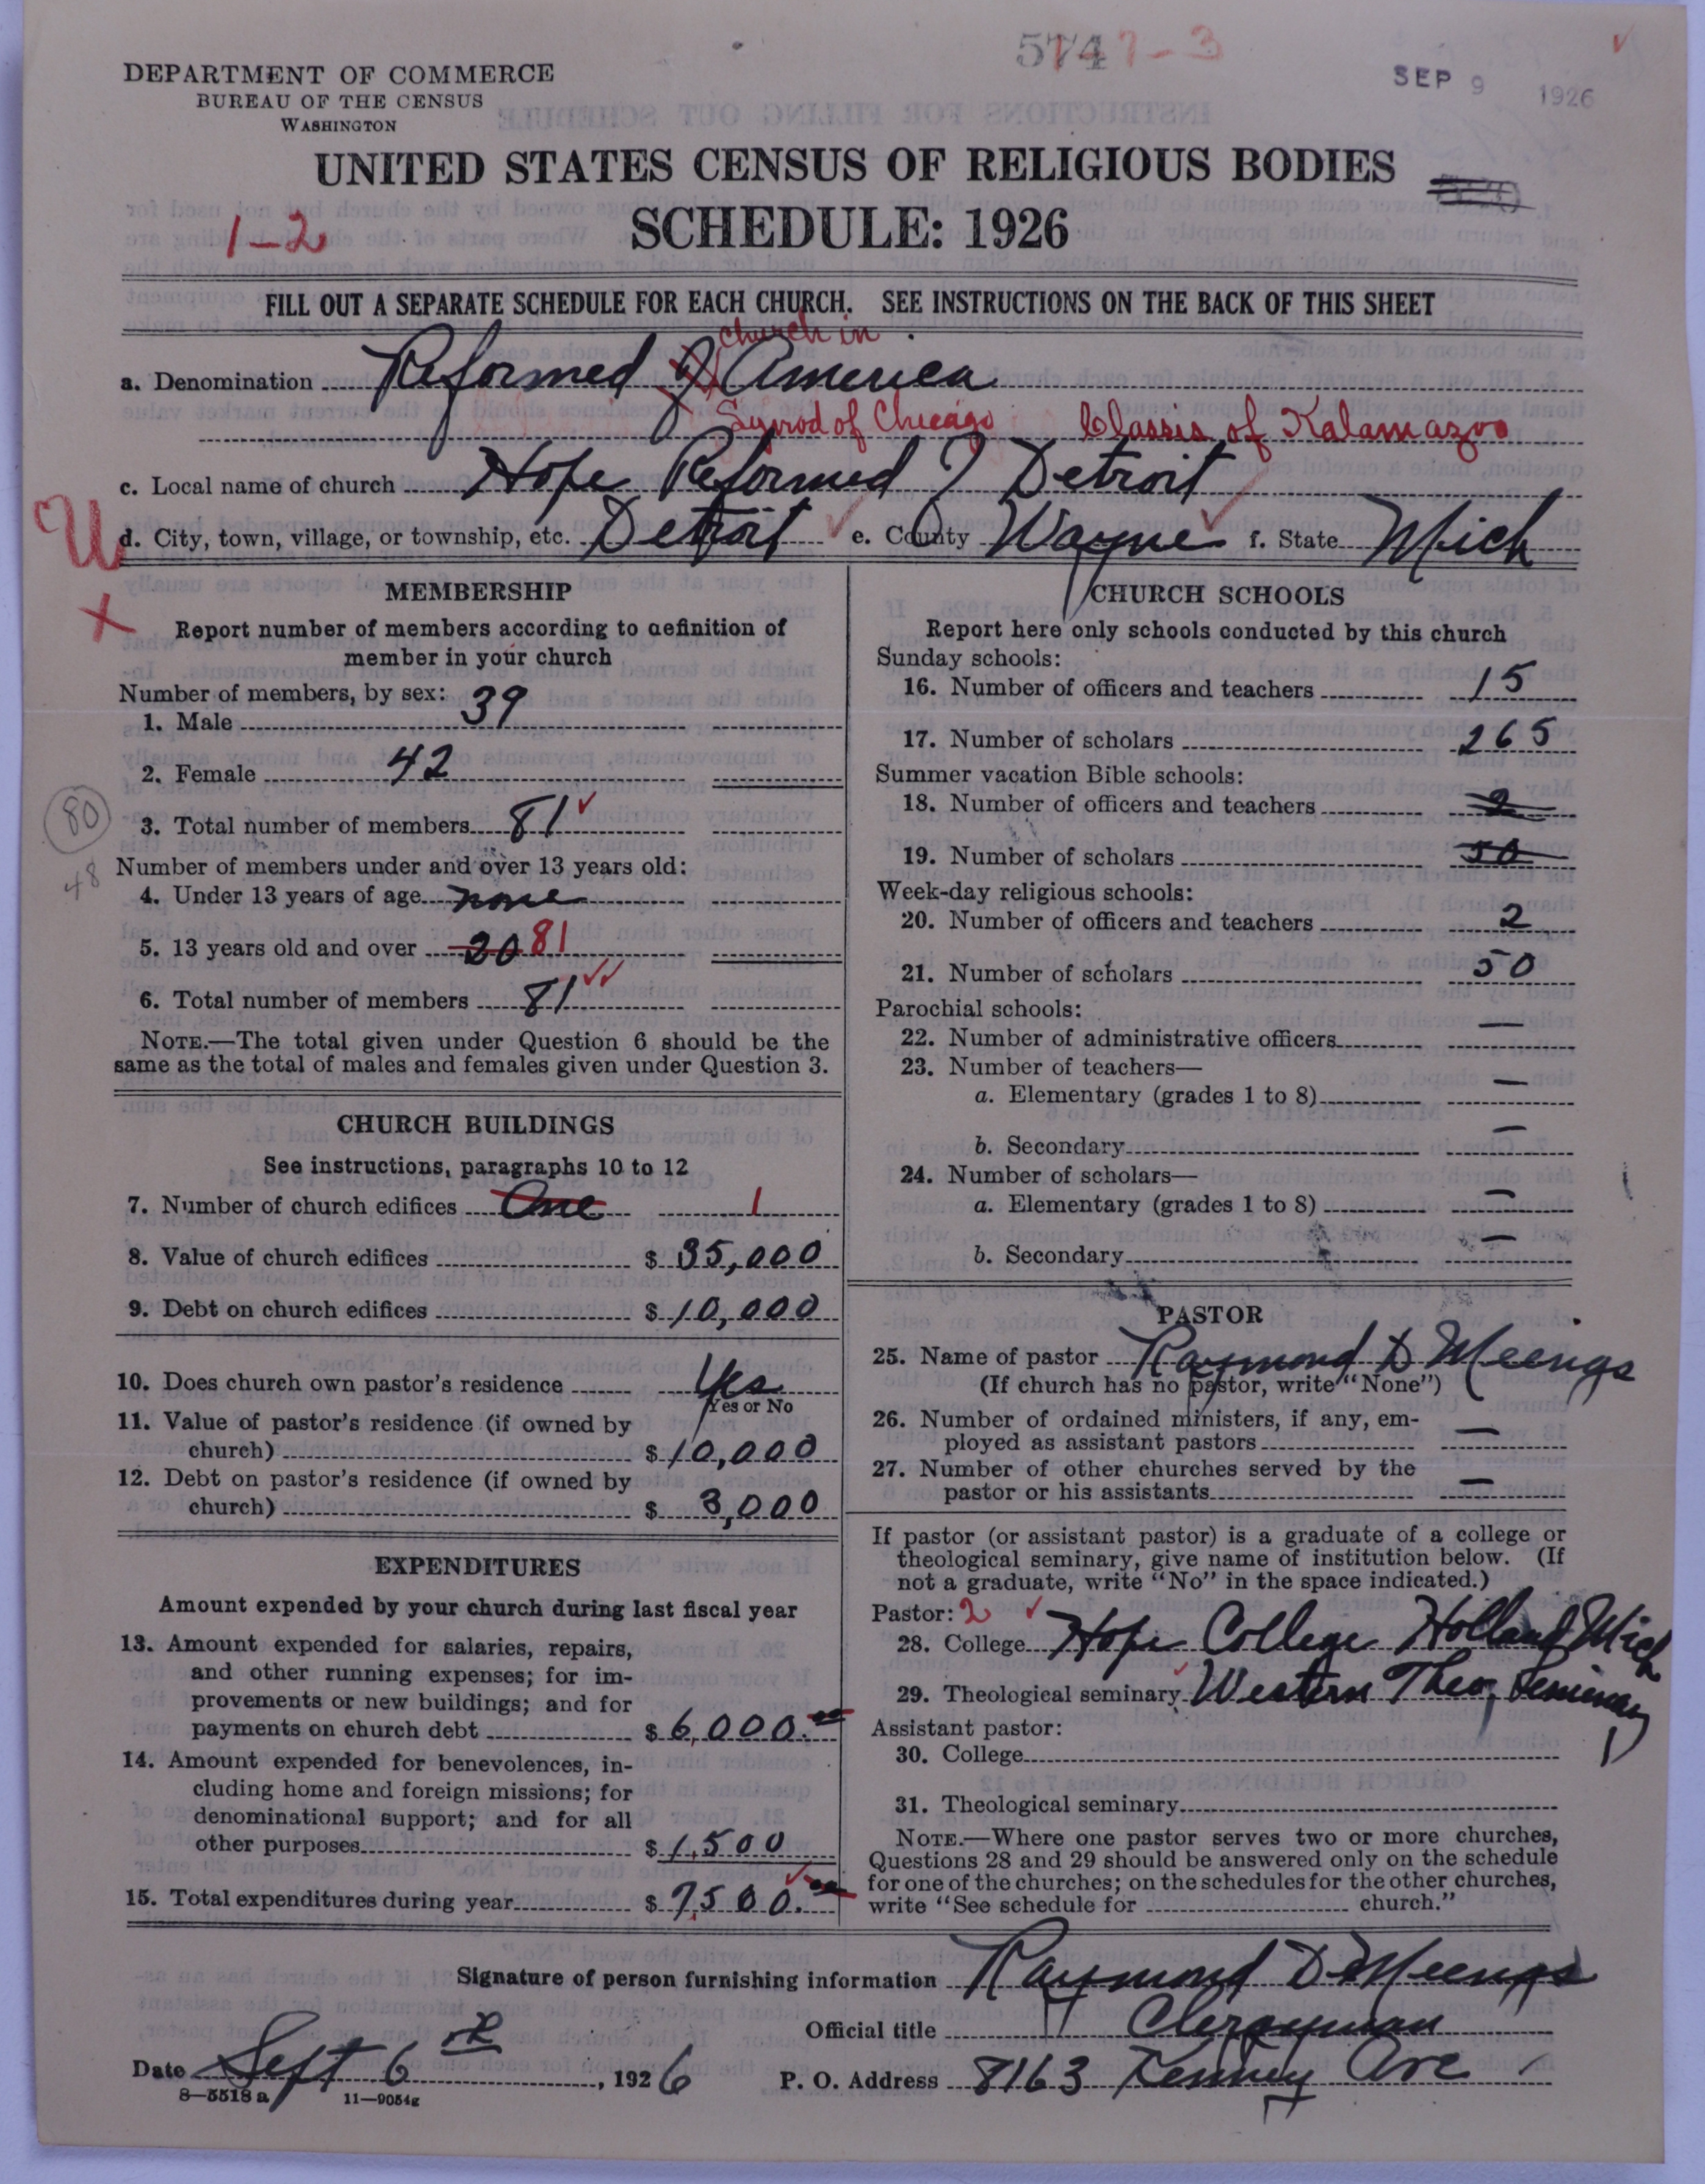 5747-3
SEP 9 1926
DEPARTMENT OF COMMERCE
BUREAU OF THE CENSUS
WASHINGTON
UNITED STATES CENSUS OF RELIGIOUS BODIES
1-2
SCHEDULE: 1926
FILL OUT A SEPARATE SCHEDULE FOR EACH CHURCH. SEE INSTRUCTIONS ON THE BACK OF THIS SHEET
church in
a. Denomination Reformed of America
Synod of Chicago Classis of Kalamazoo
c. Local name of church Hope Reformed of Detroit
W
d. City, town, village, or township, etc. Detroit e. County Wayne f. State Mich
X
MEMBERSHIP
Report number of members according to definition of
member in your church
Number of members, by sex:
1. Male 39
2. Female 42
80
3. Total number of members 81
48
Number of members under and over 13 years old:
4. Under 13 years of age none
5. 13 years old and over 20 81
6. Total number of members 81
NOTE.—The total given under Question 6 should be the
same as the total of males and females given under Question 3.
CHURCH BUILDINGS
See instructions, paragraphs 10 to 12
7. Number of church edifices One 1
8. Value of church edifices $ 35,000
9. Debt on church edifices $ 10,000
10. Does church own pastor's residence Yes
Yes or No
11. Value of pastor's residence (if owned by
church) $ 10,000
12. Debt on pastor's residence (if owned by
church) $ 3,000
EXPENDITURES
Amount expended by your church during last fiscal year
13. Amount expended for salaries, repairs,
and other running expenses; for im-
provements or new buildings; and for
payments on church debt $ 6,000.00
14. Amount expended for benevolences, in-
cluding home and foreign missions; for
denominational support; and for all
other purposes $ 1,500
15. Total expenditures during year $ 7,500.00
CHURCH SCHOOLS
Report here only schools conducted by this church
Sunday schools:
16. Number of officers and teachers 15
17. Number of scholars 265
Summer vacation Bible schools:
18. Number of officers and teachers 2
19. Number of scholars 50
Week-day religious schools:
20. Number of officers and teachers 2
21. Number of scholars 50
Parochial schools:
22. Number of administrative officers —
23. Number of teachers—
a. Elementary (grades 1 to 8) —
b. Secondary —
24. Number of scholars—
a. Elementary (grades 1 to 8) —
b. Secondary —
PASTOR
25. Name of pastor Raymond D Meengs
(If church has no pastor, write "None")
26. Number of ordained ministers, if any, em-
ployed as assistant pastors —
27. Number of other churches served by the
pastor or his assistants —
If pastor (or assistant pastor) is a graduate of a college or
theological seminary, give name of institution below. (If
not a graduate, write "No" in the space indicated.)
Pastor: 2
28. College Hope College Holland Mich
29. Theological seminary Western Theo. Seminary
Assistant pastor:
30. College
31. Theological seminary
NOTE.—Where one pastor serves two or more churches,
Questions 28 and 29 should be answered only on the schedule
for one of the churches; on the schedules for the other churches,
write "See schedule for church."
Signature of person furnishing information Raymond D Meengs
Official title Clergyman
Date Sept 6 th, 1926
P. O. Address 8163 Kenney Ave
8—5518 a 11—9054g